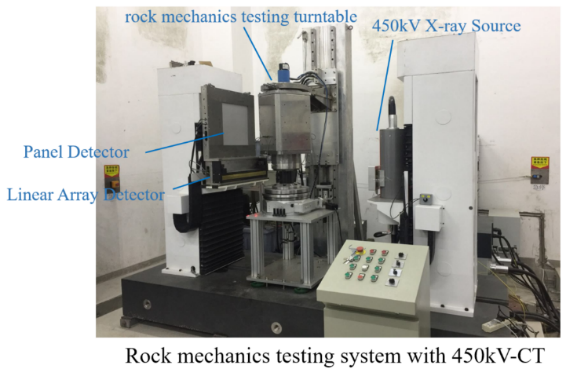 rock mechanics testing turntable
450kV X-ray Source
Panel Detector
Linear Array Detector
Rock mechanics testing system with 450kV-CT